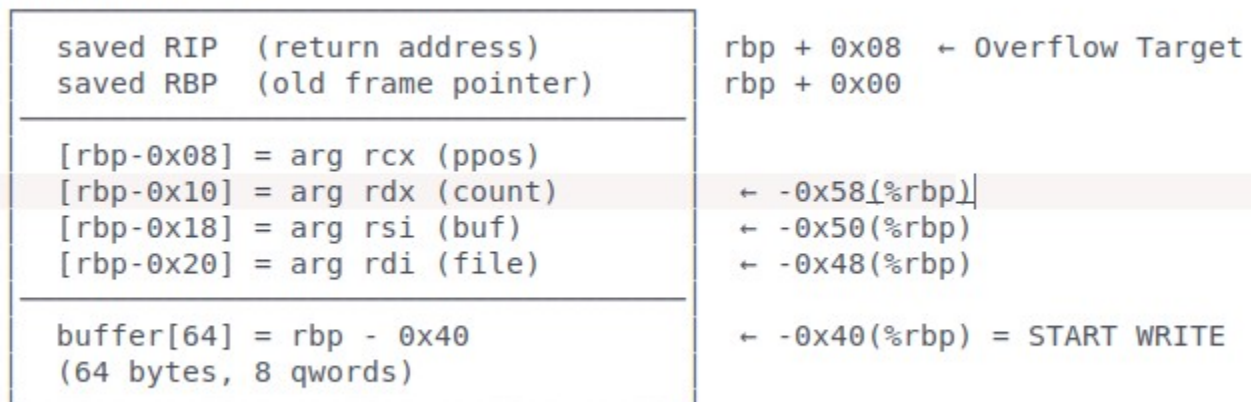 saved RIP  (return address)        rbp + 0x08  ← Overflow Target
saved RBP  (old frame pointer)     rbp + 0x00
[rbp-0x08] = arg rcx (ppos)
[rbp-0x10] = arg rdx (count)        ← -0x58(%rbp)
[rbp-0x18] = arg rsi (buf)          ← -0x50(%rbp)
[rbp-0x20] = arg rdi (file)         ← -0x48(%rbp)
buffer[64] = rbp - 0x40             ← -0x40(%rbp) = START WRITE
(64 bytes, 8 qwords)